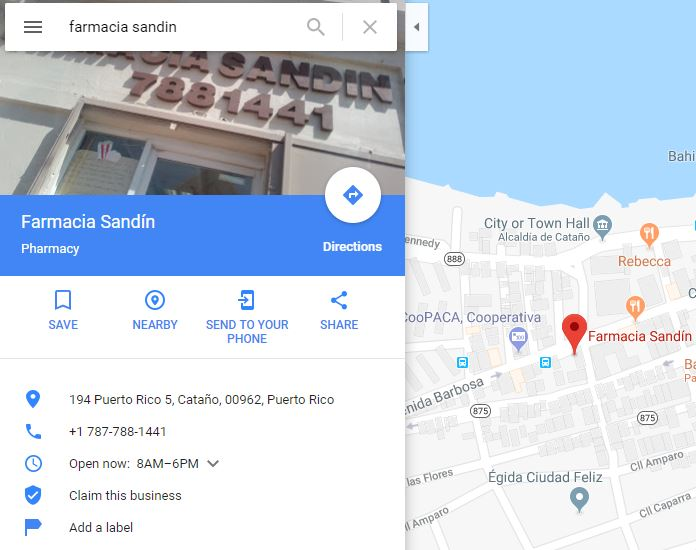 farmacia sandin
MACIA SANDIN
7881441
Farmacia Sandín
Pharmacy
Directions
SAVE
NEARBY
SEND TO YOUR
PHONE
SHARE
194 Puerto Rico 5, Cataño, 00962, Puerto Rico
+1 787-788-1441
Open now: 8AM–6PM
Claim this business
Add a label
Bahi
City or Town Hall
Alcaldía de Cataño
ennedy
888
Rebecca
CooPACA, Cooperativa
Farmacia Sandín
Ba
Pa
enida Barbosa
875
875
Cll Amparo
las Flores
Égida Ciudad Feliz
ll Amparo
Cll Caparra